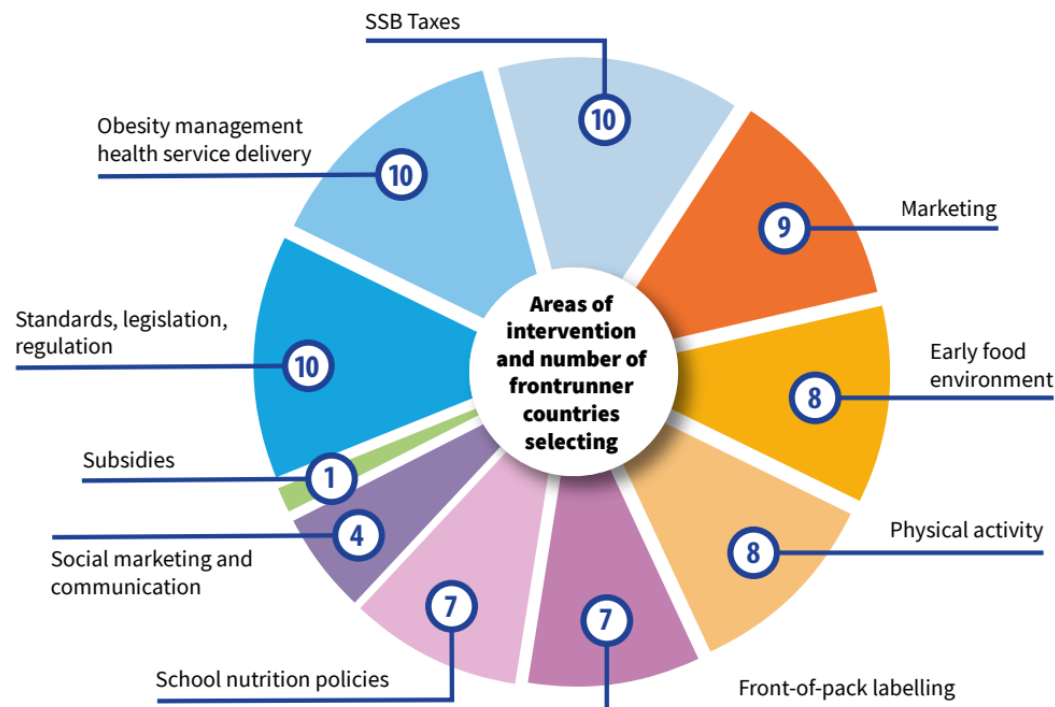 SSB Taxes
10
Obesity management
health service delivery
10
Marketing
9
Standards, legislation,
regulation
10
Areas of
intervention
and number of
frontrunner
countries
selecting
Early food
environment
8
Subsidies
1
Physical activity
8
Social marketing and
communication
4
School nutrition policies
7
Front-of-pack labelling
7